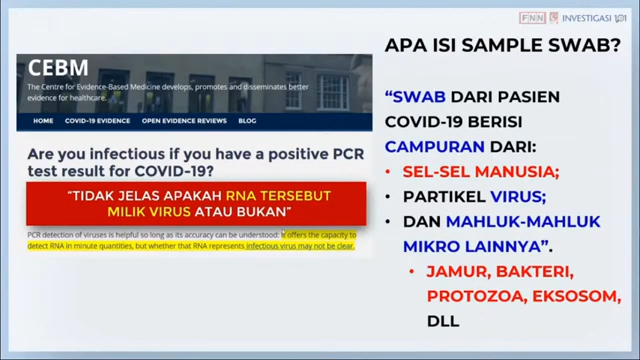 FNN INVESTIGASI 101
APA ISI SAMPLE SWAB?
CEBM
The Centre for Evidence-Based Medicine develops, promotes and disseminates better
evidence for healthcare.
HOME COVID-19 EVIDENCE OPEN EVIDENCE REVIEWS BLOG
Are you infectious if you have a positive PCR
test result for COVID-19?
“TIDAK JELAS APAKAH RNA TERSEBUT
MILIK VIRUS ATAU BUKAN”
PCR detection of viruses is helpful so long as its accuracy can be understood: it offers the capacity to
detect RNA in minute quantities, but whether that RNA represents infectious virus may not be clear.
“SWAB DARI PASIEN
COVID-19 BERISI
CAMPURAN DARI:
• SEL-SEL MANUSIA;
• PARTIKEL VIRUS;
• DAN MAHLUK-MAHLUK
MIKRO LAINNYA”.
• JAMUR, BAKTERI,
PROTOZOA, EKSOSOM,
DLL